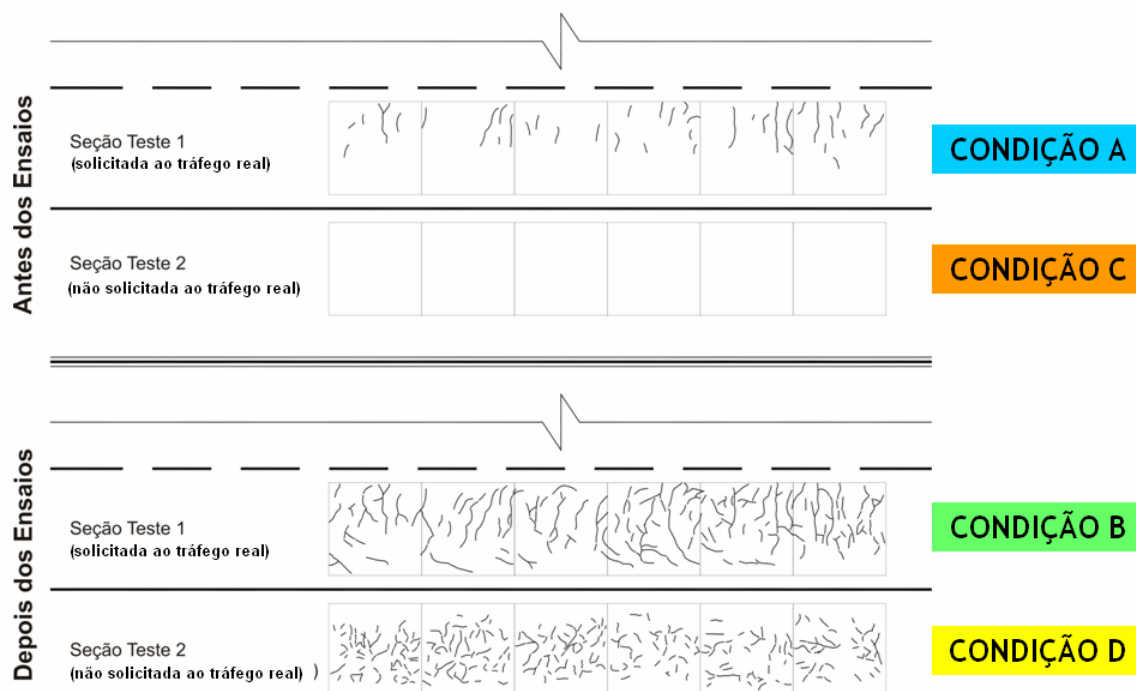 Antes dos Ensaios
Seção Teste 1
(solicitada ao tráfego real)
CONDIÇÃO A
Seção Teste 2
(não solicitada ao tráfego real)
CONDIÇÃO C
Depois dos Ensaios
Seção Teste 1
(solicitada ao tráfego real)
CONDIÇÃO B
Seção Teste 2
(não solicitada ao tráfego real) )
CONDIÇÃO D